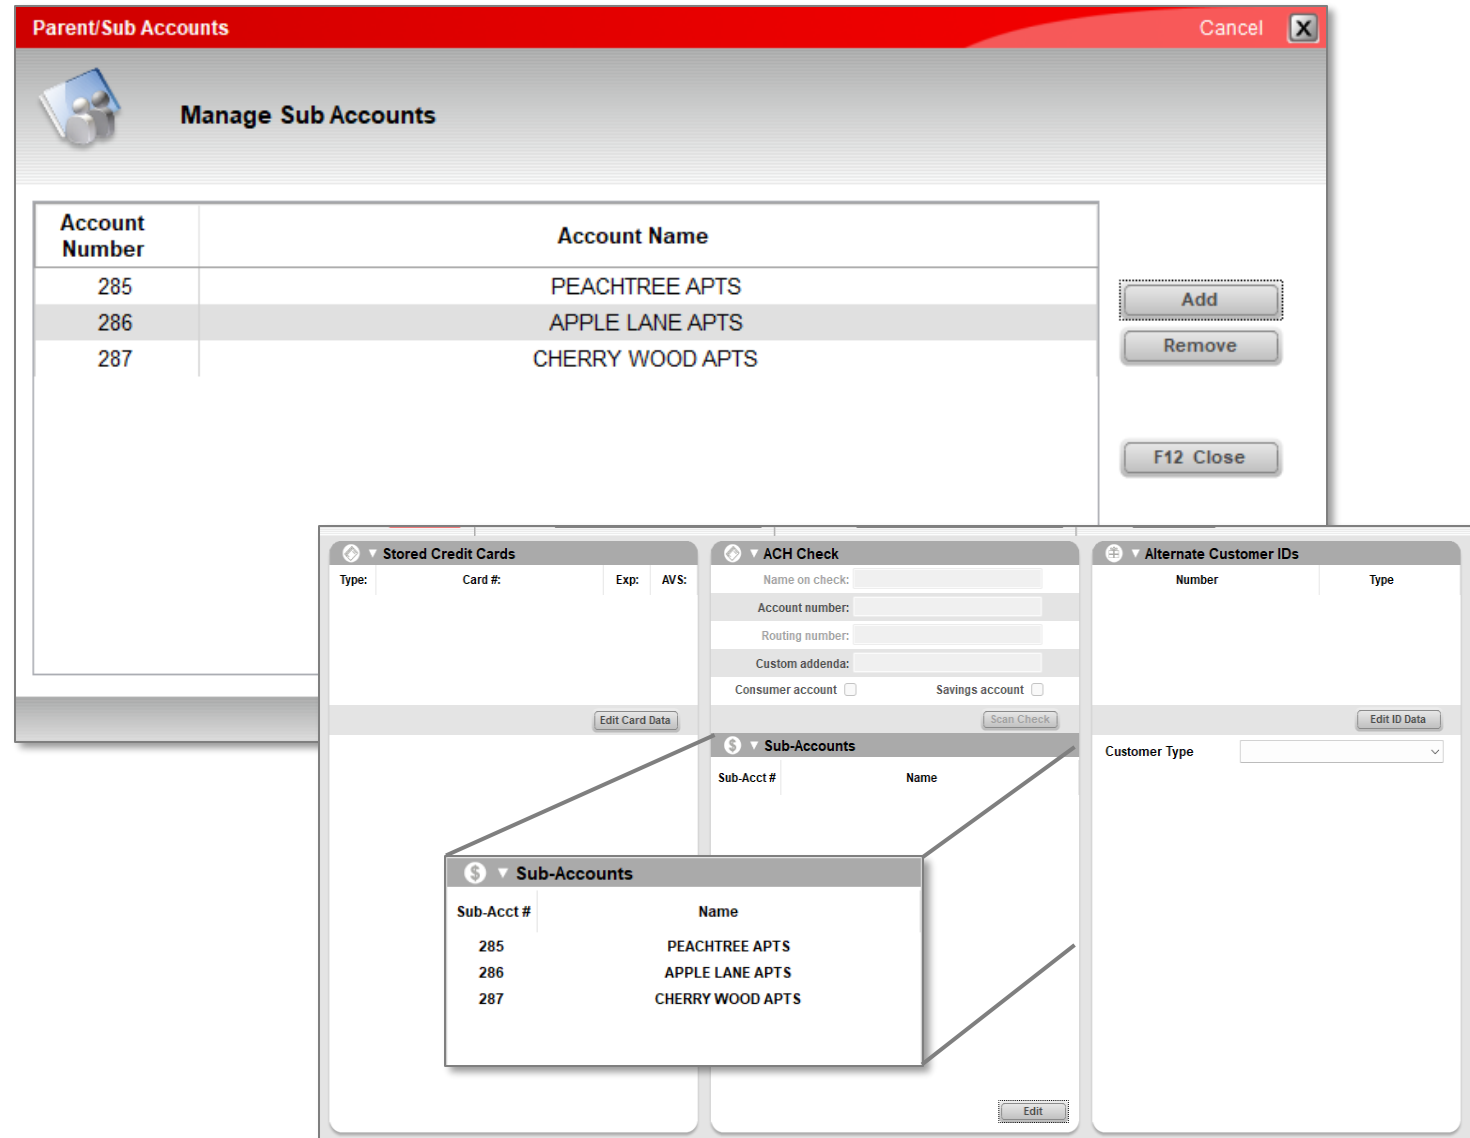 Parent/Sub Accounts
Cancel
X
Manage Sub Accounts
Account Number
Account Name
285 PEACHTREE APTS
286 APPLE LANE APTS
287 CHERRY WOOD APTS
Add
Remove
F12 Close
Stored Credit Cards
Type: Card #: Exp: AVS:
Edit Card Data
ACH Check
Name on check:
Account number:
Routing number:
Custom addenda:
Consumer account Savings account
Scan Check
Sub-Accounts
Sub-Acct # Name
Alternate Customer IDs
Number Type
Edit ID Data
Customer Type
$ Sub-Accounts
Sub-Acct # Name
285 PEACHTREE APTS
286 APPLE LANE APTS
287 CHERRY WOOD APTS
Edit